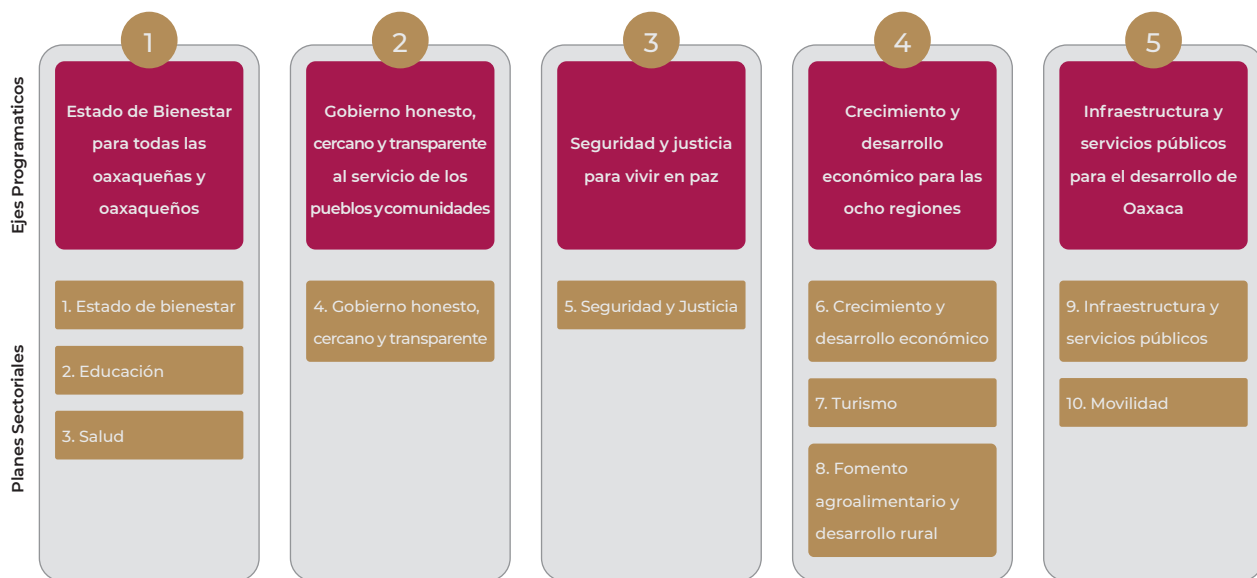 Ejes Programaticos
1
Estado de Bienestar
para todas las
oaxaqueñas y
oaxaqueños
2
Gobierno honesto,
cercano y transparente
al servicio de los
pueblos y comunidades
3
Seguridad y justicia
para vivir en paz
4
Crecimiento y
desarrollo
económico para las
ocho regiones
5
Infraestructura y
servicios públicos
para el desarrollo de
Oaxaca
Planes Sectoriales
1. Estado de bienestar
2. Educación
3. Salud
4. Gobierno honesto,
cercano y transparente
5. Seguridad y Justicia
6. Crecimiento y
desarrollo económico
7. Turismo
8. Fomento
agroalimentario y
desarrollo rural
9. Infraestructura y
servicios públicos
10. Movilidad